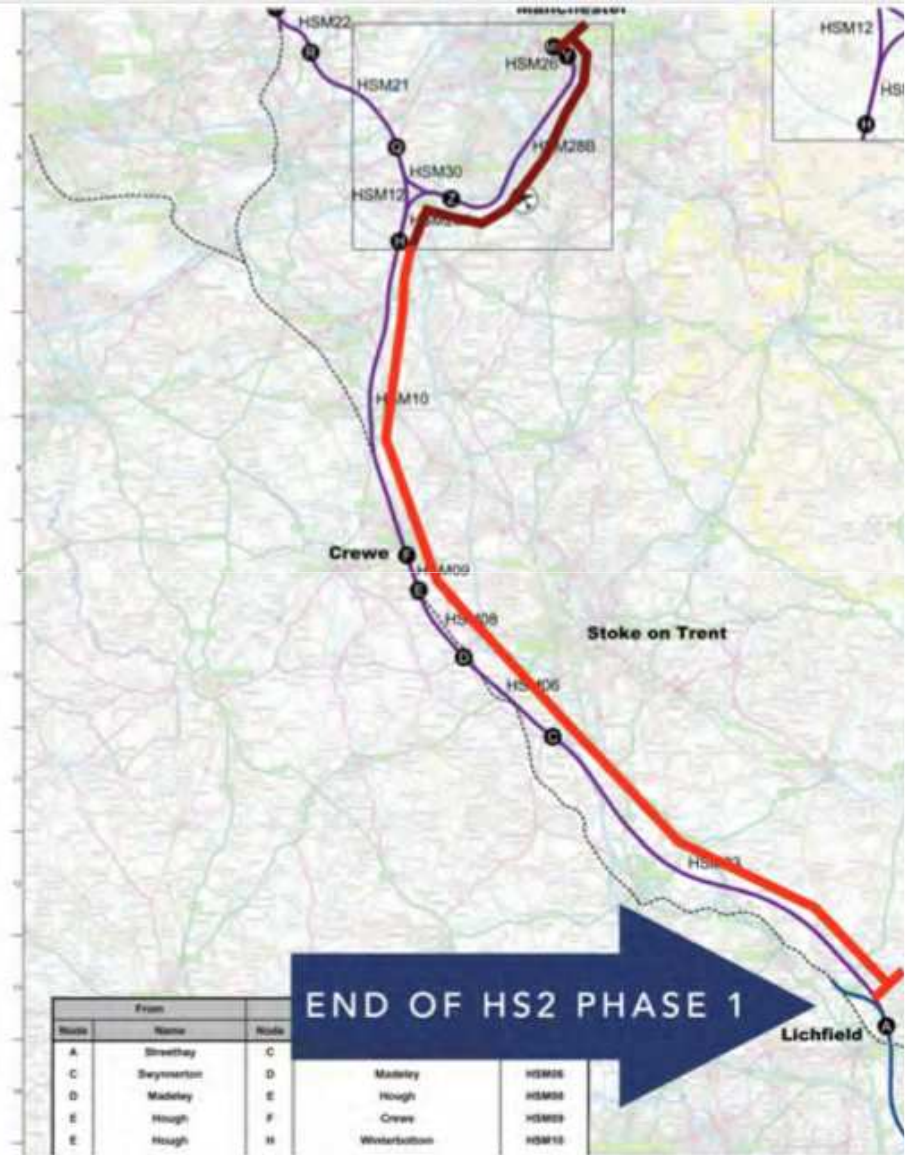 Manchester
HSM22
HSM12
HSM26
HSM21
HSM28B
HSM30
HSM12
HSM10
Crewe
HSM09
HSM08
Stoke on Trent
HSM06
HSM03
END OF HS2 PHASE 1
Lichfield
From
Node Name Node
A Streethay C
C Swynnerton D Madeley HSM06
D Madeley E Hough HSM08
E Hough F Crewe HSM09
E Hough H Winterbottom HSM10
R
Q
Z
H
H
F
E
D
C
A